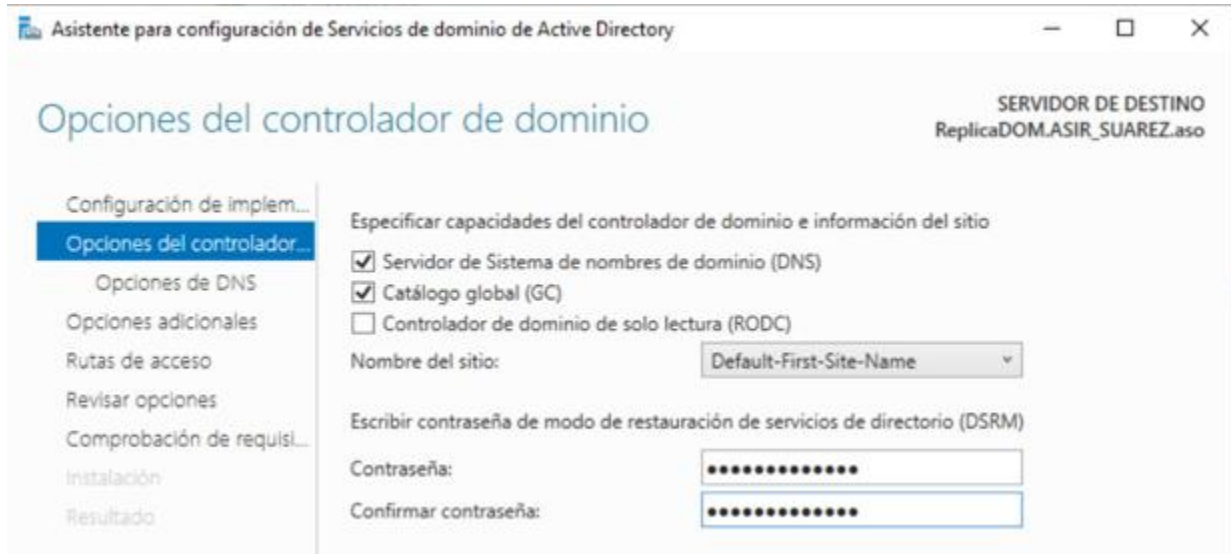 Asistente para configuración de Servicios de dominio de Active Directory
Opciones del controlador de dominio
SERVIDOR DE DESTINO
ReplicaDOM.ASIR_SUAREZ.aso
Configuración de implem...
Opciones del controlador...
Opciones de DNS
Opciones adicionales
Rutas de acceso
Revisar opciones
Comprobación de requisi...
Instalación
Resultado
Especificar capacidades del controlador de dominio e información del sitio
Servidor de Sistema de nombres de dominio (DNS)
Catálogo global (GC)
Controlador de dominio de solo lectura (RODC)
Nombre del sitio: Default-First-Site-Name
Escribir contraseña de modo de restauración de servicios de directorio (DSRM)
Contraseña: •••••••••••••
Confirmar contraseña: •••••••••••••